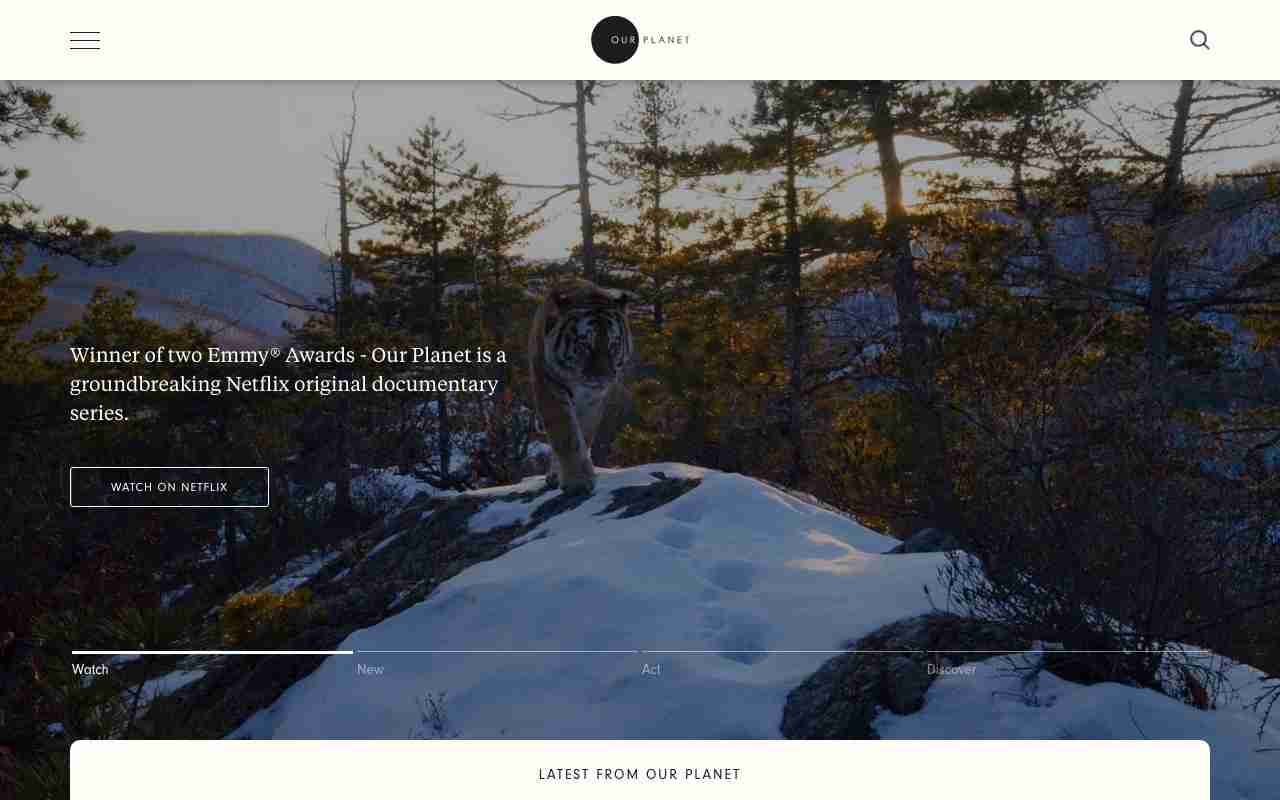 OUR PLANET
Winner of two Emmy® Awards - Our Planet is a
groundbreaking Netflix original documentary
series.
WATCH ON NETFLIX
Watch
New
Act
Discover
LATEST FROM OUR PLANET